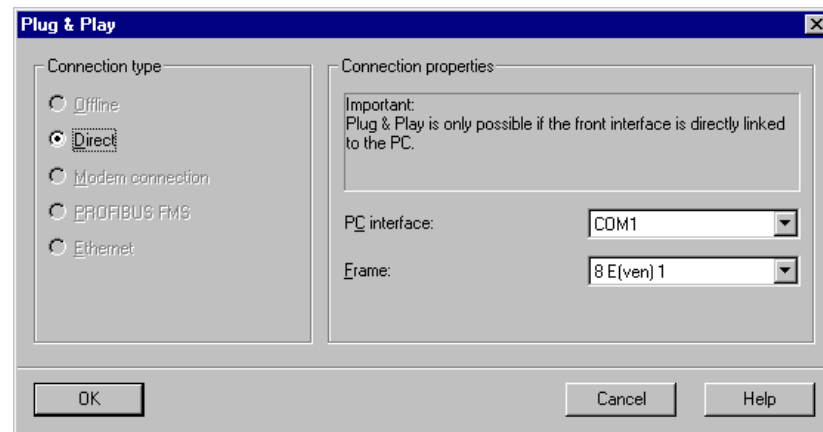 Plug & Play
Connection type
Offline
Direct
Modem connection
PROFIBUS FMS
Ethernet
Connection properties
Important:
Plug & Play is only possible if the front interface is directly linked
to the PC.
PC interface:
COM1
Frame:
8 E(ven) 1
OK
Cancel
Help